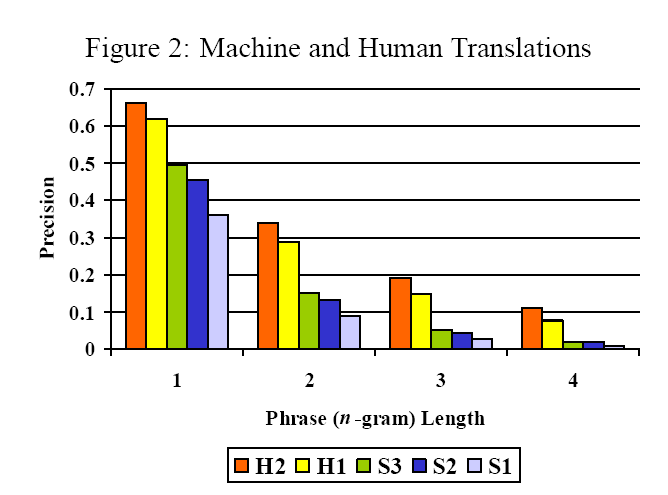 Figure 2: Machine and Human Translations
0.7
0.6
0.5
0.4
0.3
0.2
0.1
0
Precision
1 2 3 4
Phrase (n-gram) Length
H2 H1 S3 S2 S1